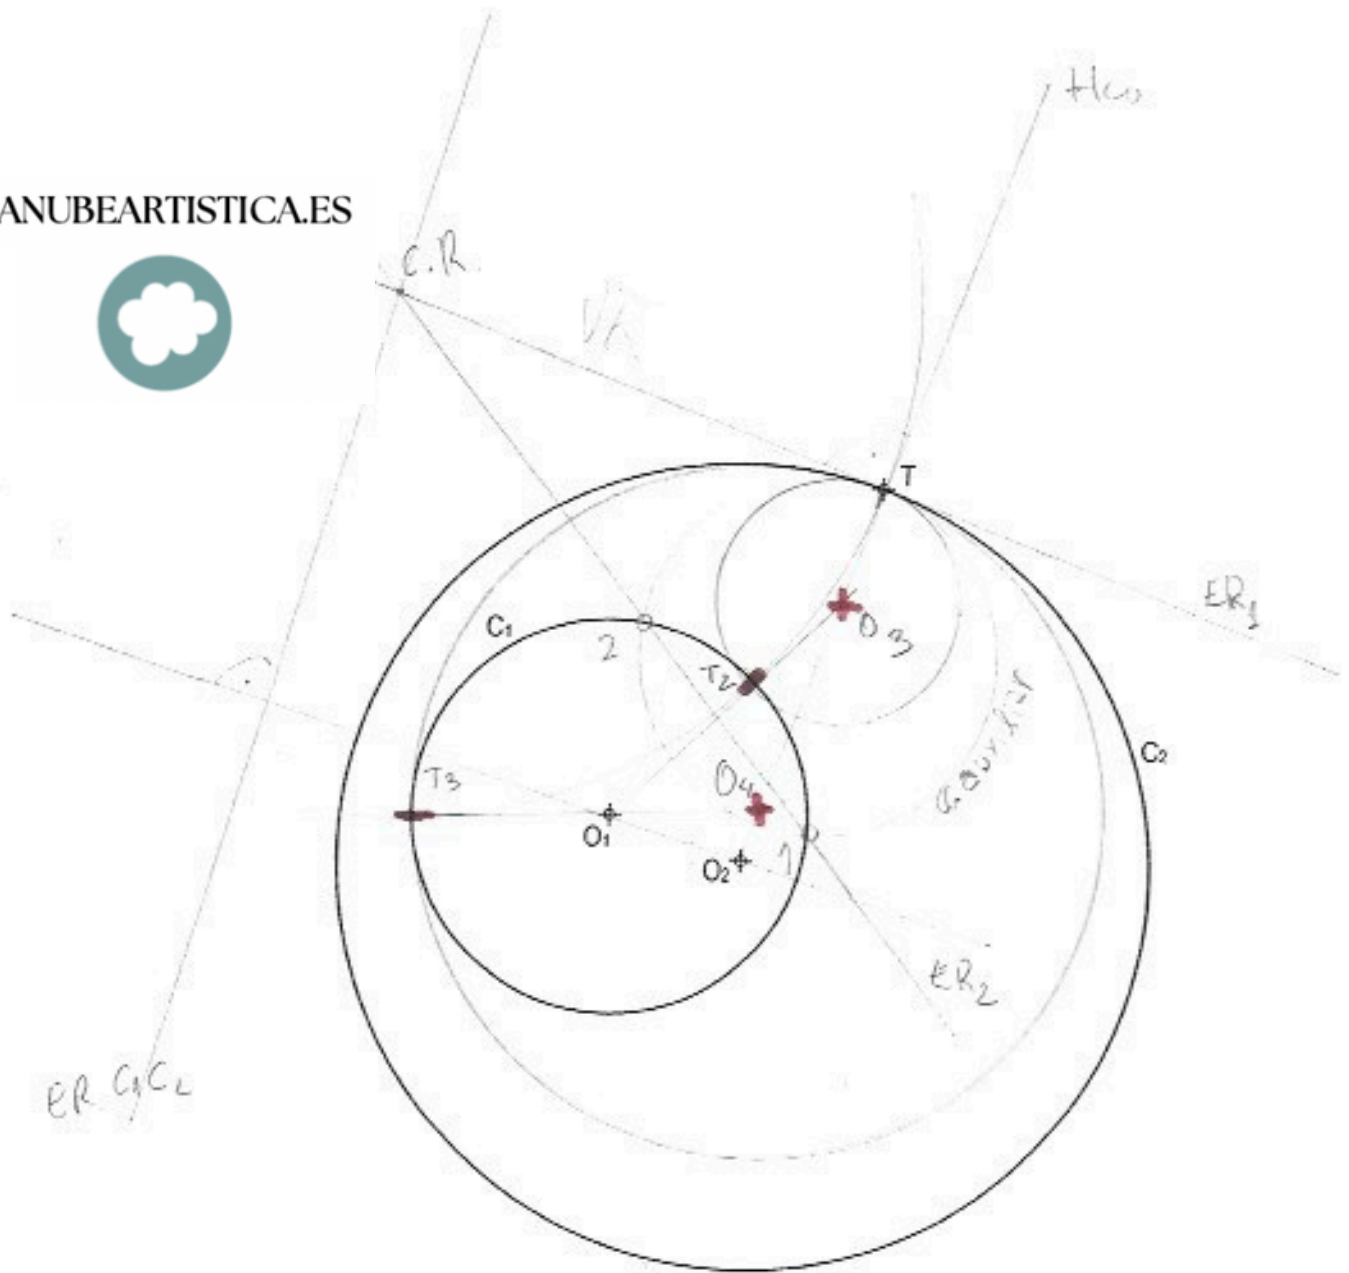 ANUBEARTISTICA.ES
C.R.
T
ER1
C1
2
T2
O3
C2
T3
O4
O1
O2
1
ER2
ER C1C2